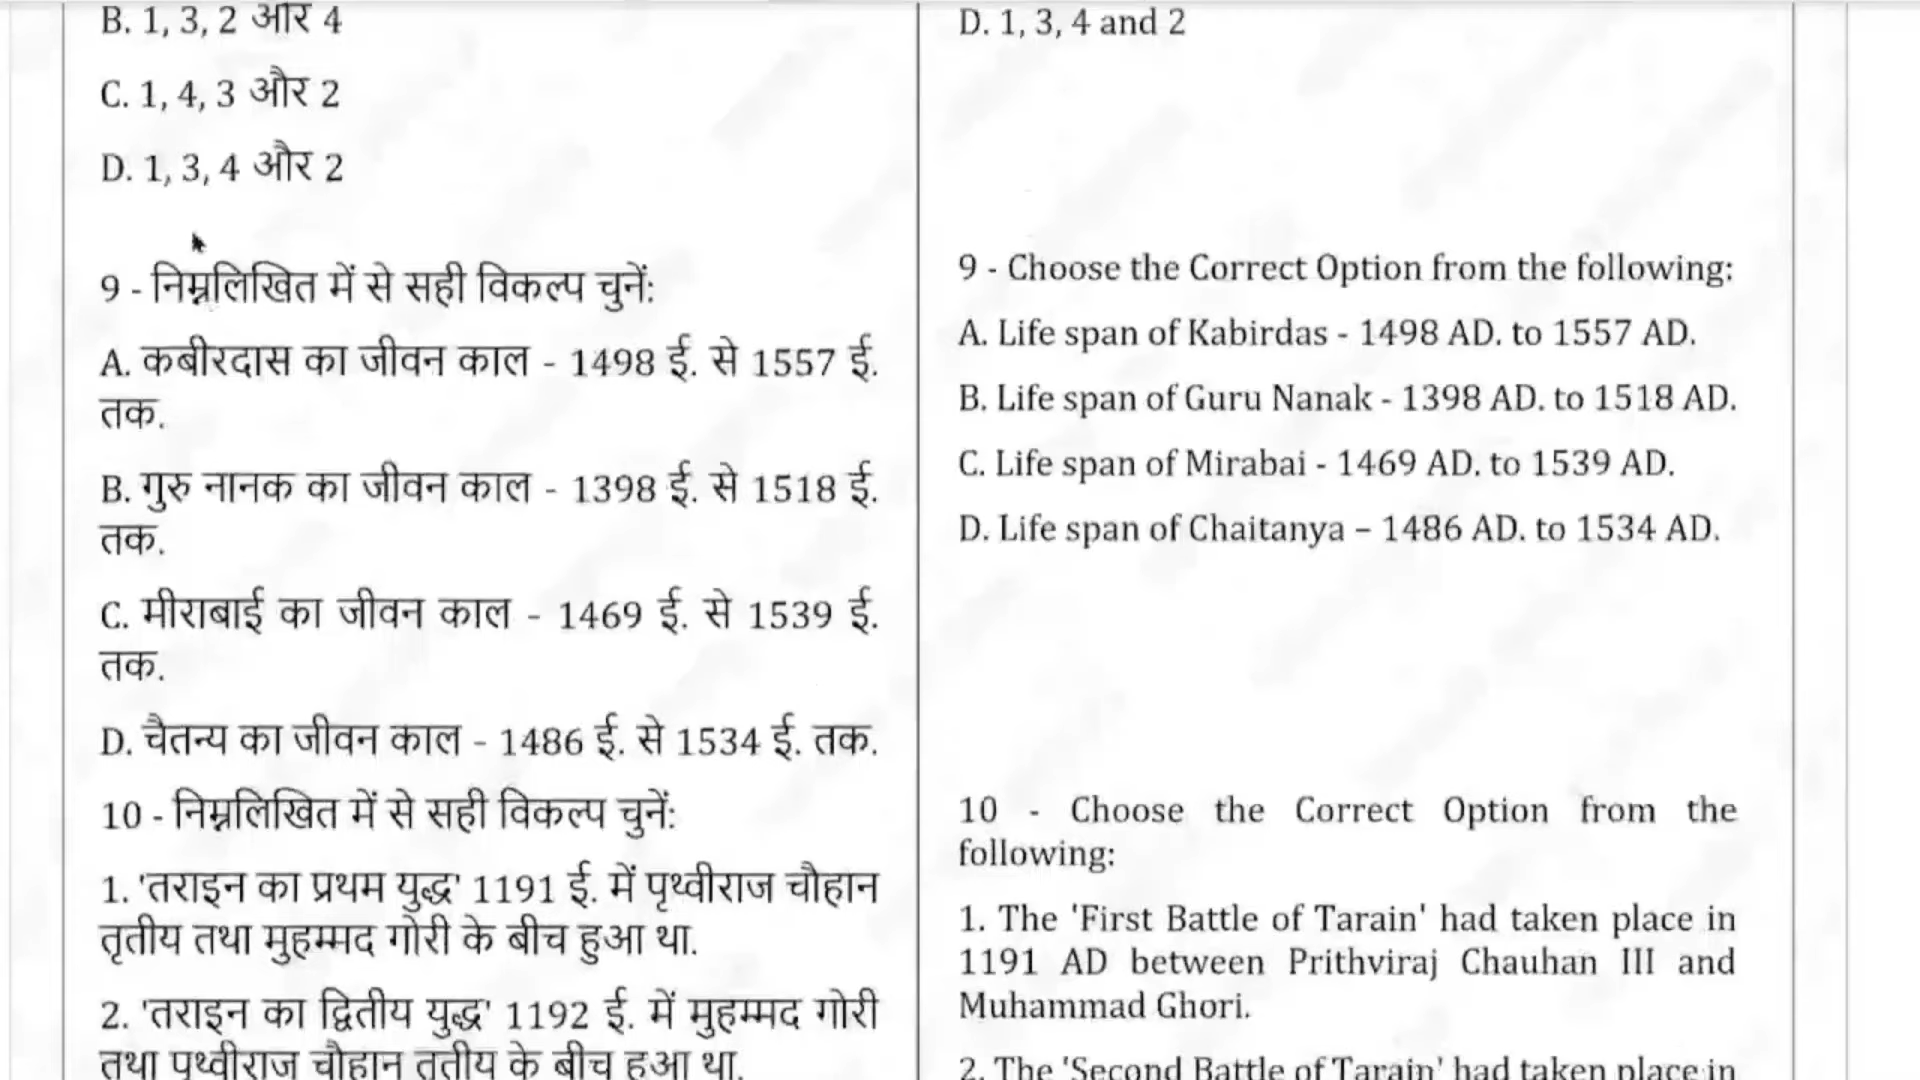 B. 1, 3, 2 और 4
C. 1, 4, 3 और 2
D. 1, 3, 4 और 2
9 - निम्नलिखित में से सही विकल्प चुनें:
A. कबीरदास का जीवन काल - 1498 ई. से 1557 ई.
तक.
B. गुरु नानक का जीवन काल - 1398 ई. से 1518 ई.
तक.
C. मीराबाई का जीवन काल - 1469 ई. से 1539 ई.
तक.
D. चैतन्य का जीवन काल - 1486 ई. से 1534 ई. तक.
10 - निम्नलिखित में से सही विकल्प चुनें:
1. 'तराइन का प्रथम युद्ध' 1191 ई. में पृथ्वीराज चौहान
तृतीय तथा मुहम्मद गोरी के बीच हुआ था.
2. 'तराइन का द्वितीय युद्ध' 1192 ई. में मुहम्मद गोरी
तथा पृथ्वीराज चौहान तृतीय के बीच हुआ था.
D. 1, 3, 4 and 2
9 - Choose the Correct Option from the following:
A. Life span of Kabirdas - 1498 AD. to 1557 AD.
B. Life span of Guru Nanak - 1398 AD. to 1518 AD.
C. Life span of Mirabai - 1469 AD. to 1539 AD.
D. Life span of Chaitanya – 1486 AD. to 1534 AD.
10 - Choose the Correct Option from the
following:
1. The 'First Battle of Tarain' had taken place in
1191 AD between Prithviraj Chauhan III and
Muhammad Ghori.
2. The 'Second Battle of Tarain' had taken place in